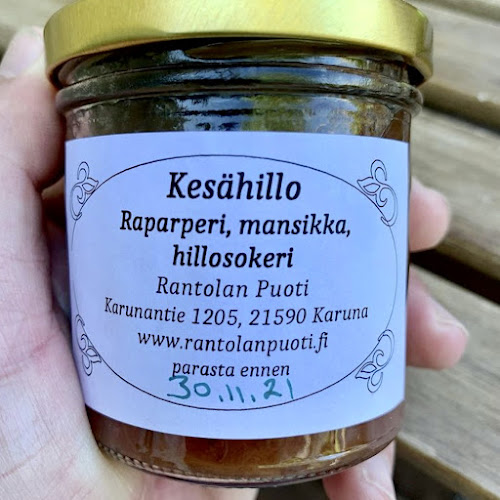 Kesähillo
Raparperi, mansikka,
hillosokeri
Rantolan Puoti
Karunantie 1205, 21590 Karuna
www.rantolanpuoti.fi
parasta ennen
30.11.21